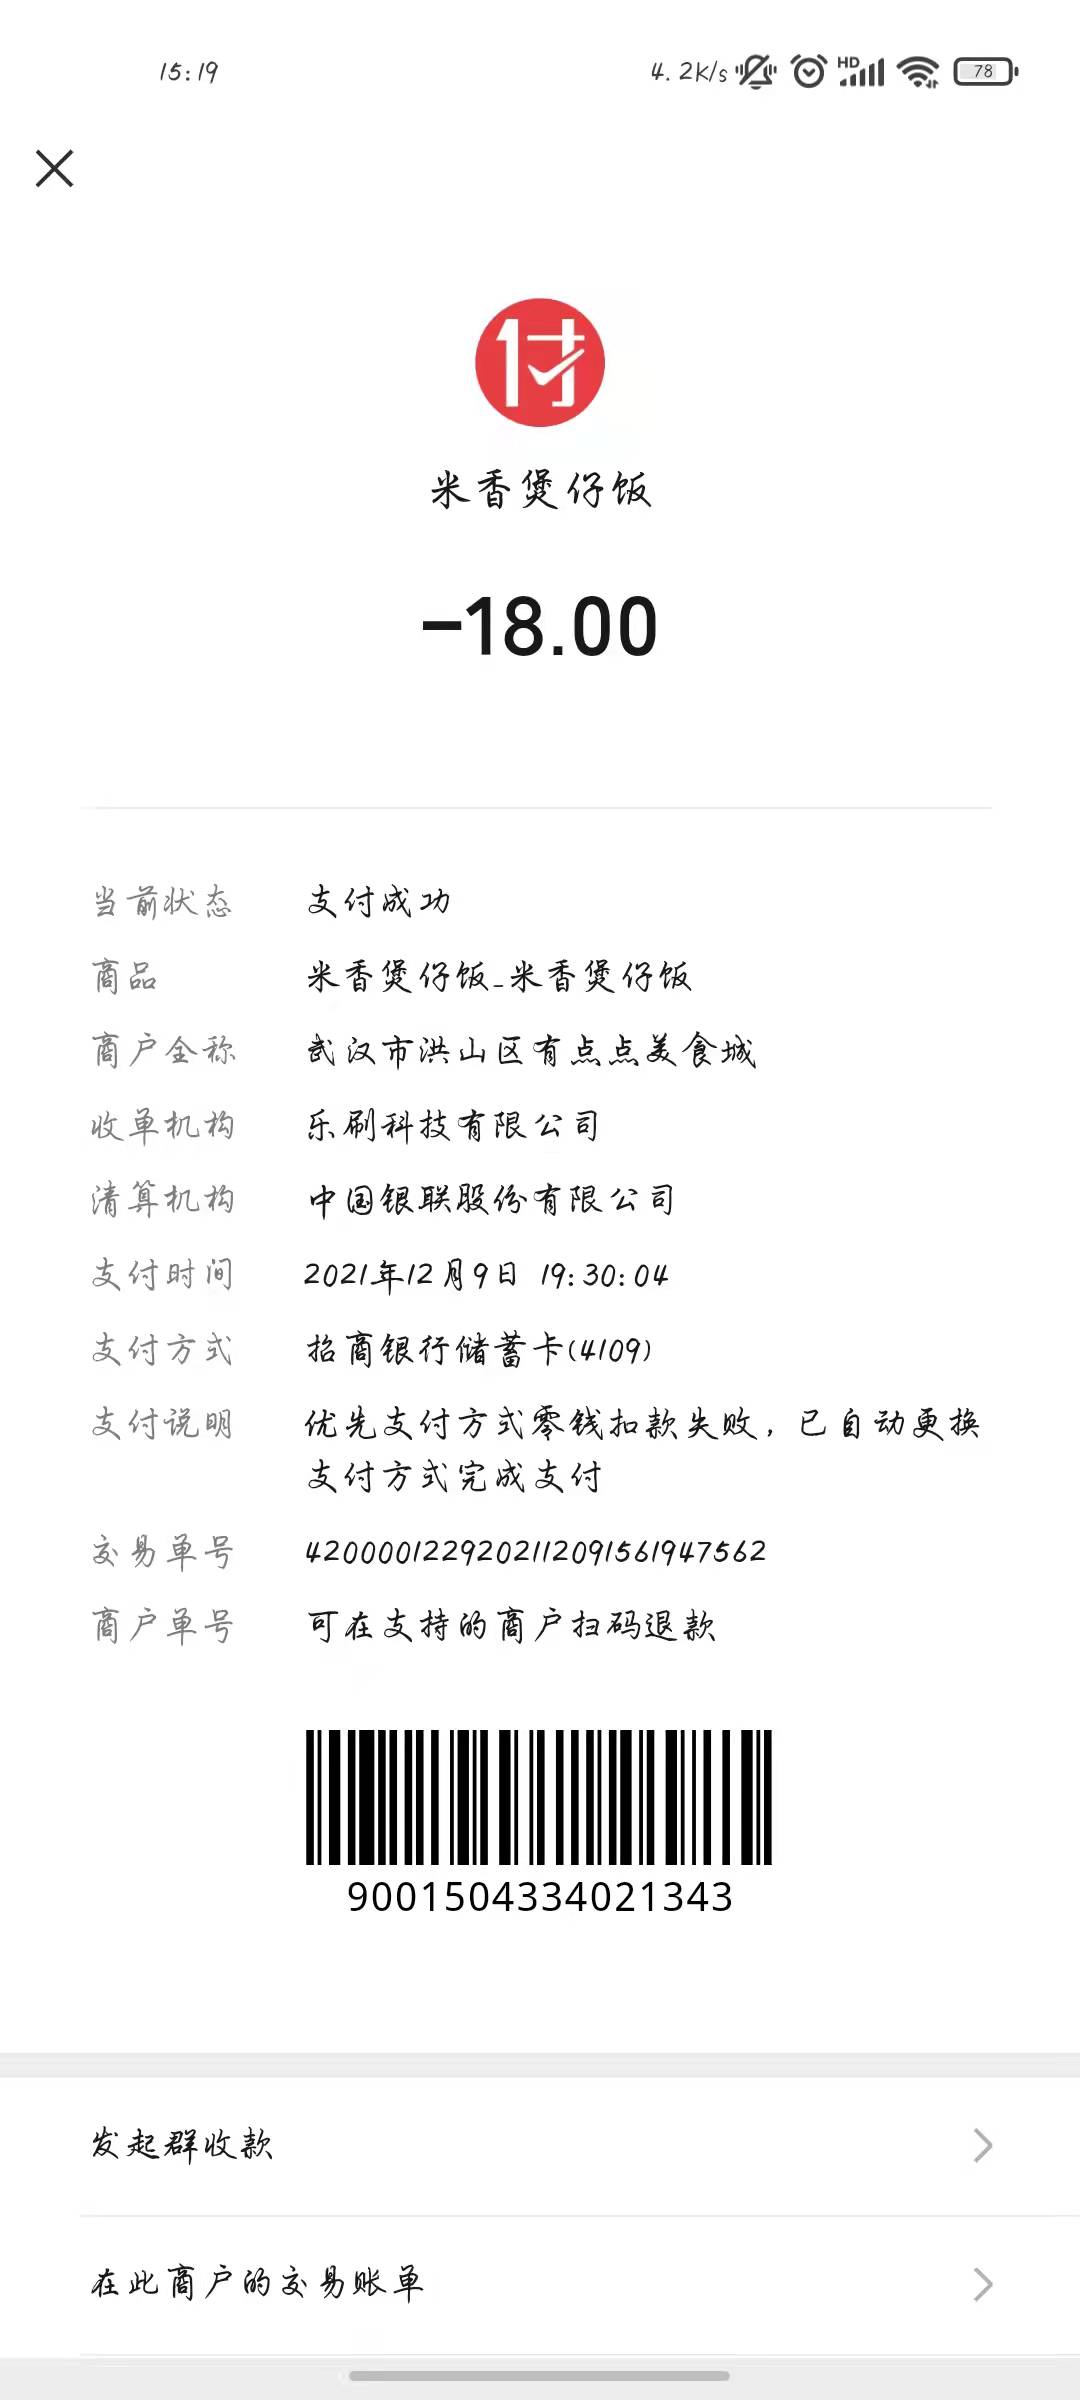 15:19
4.2K/s
HD
78
付
米香煲仔饭
-18.00
当前状态 支付成功
商品 米香煲仔饭_米香煲仔饭
商户全称 武汉市洪山区有点点美食城
收单机构 乐刷科技有限公司
清算机构 中国银联股份有限公司
支付时间 2021年12月9日 19:30:04
支付方式 招商银行储蓄卡(4109)
支付说明 优先支付方式零钱扣款失败，已自动更换
支付方式完成支付
交易单号 4200001229202112091561947562
商户单号 可在支持的商户扫码退款
9001504334021343
发起群收款
在此商户的交易账单